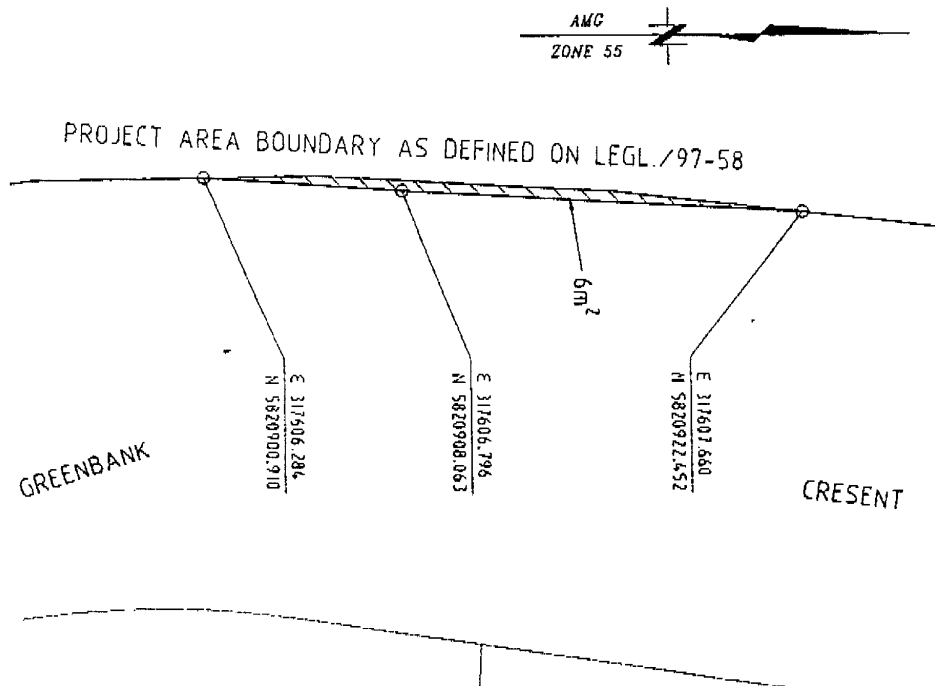 AMG
ZONE 55
PROJECT AREA BOUNDARY AS DEFINED ON LEGL./97-58
6m²
E 317606.284
N 5820900.910
E 317606.796
N 5820908.063
E 317607.660
N 5820922.452
GREENBANK
CRESENT